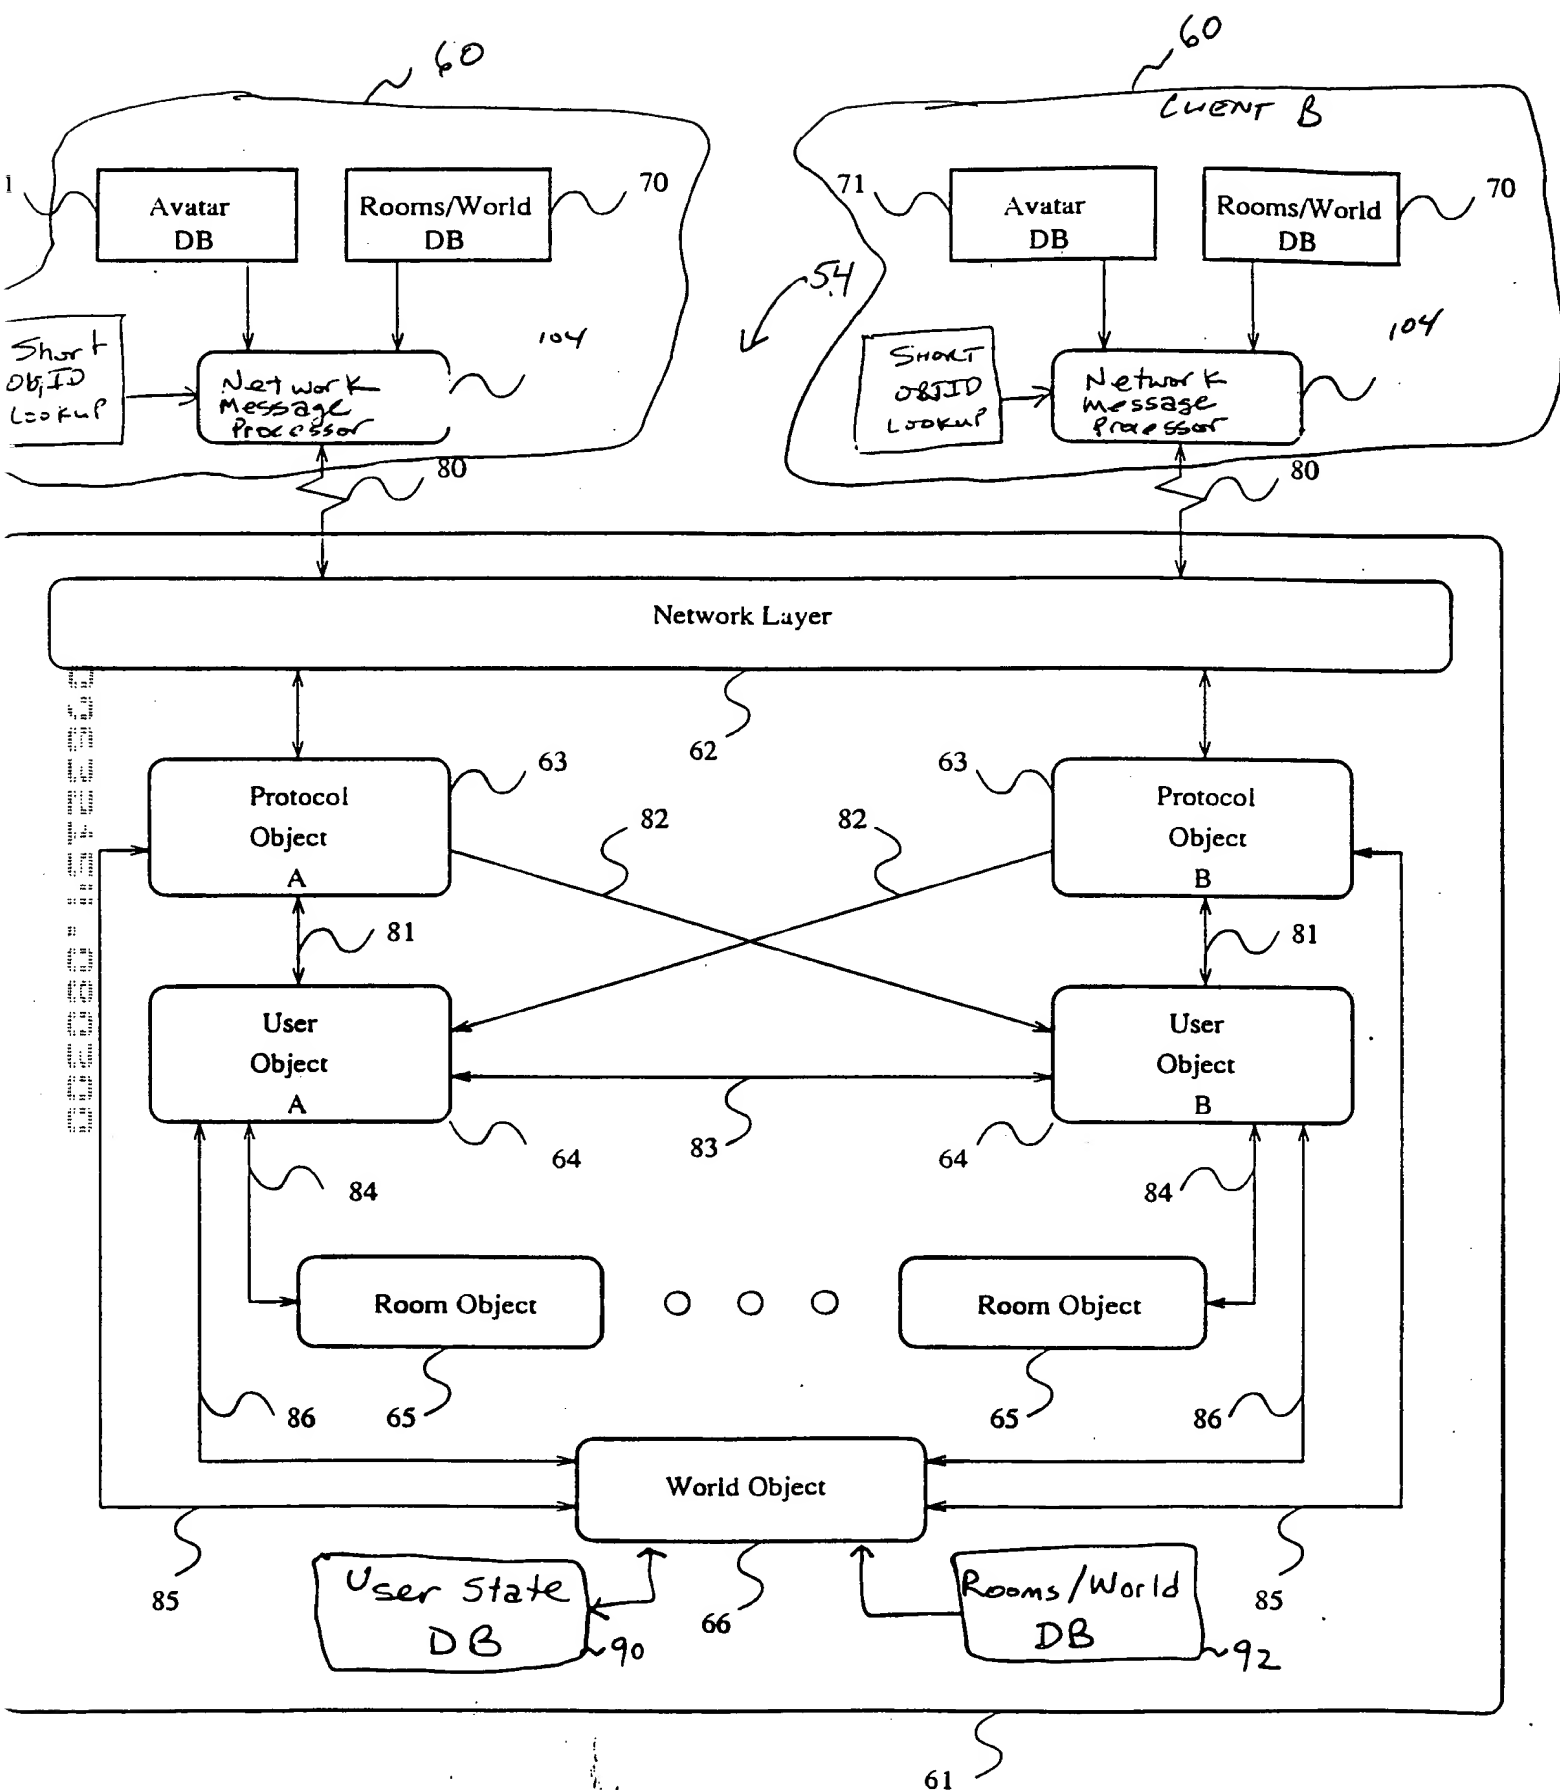 60
60
CLIENT B
1
Avatar
DB
Rooms/World
DB
70
71
Avatar
DB
Rooms/World
DB
70
54
Short
ObjID
Lookup
Network
Message
Processor
104
SHORT
OBJID
LOOKUP
Network
Message
Processor
104
80
80
Network Layer
62
Protocol
Object
A
63
82
82
63
Protocol
Object
B
81
81
User
Object
A
User
Object
B
64
83
64
84
84
Room Object
Room Object
86
65
65
86
World Object
85
User State
DB
90
66
Rooms/World
DB
92
85
61